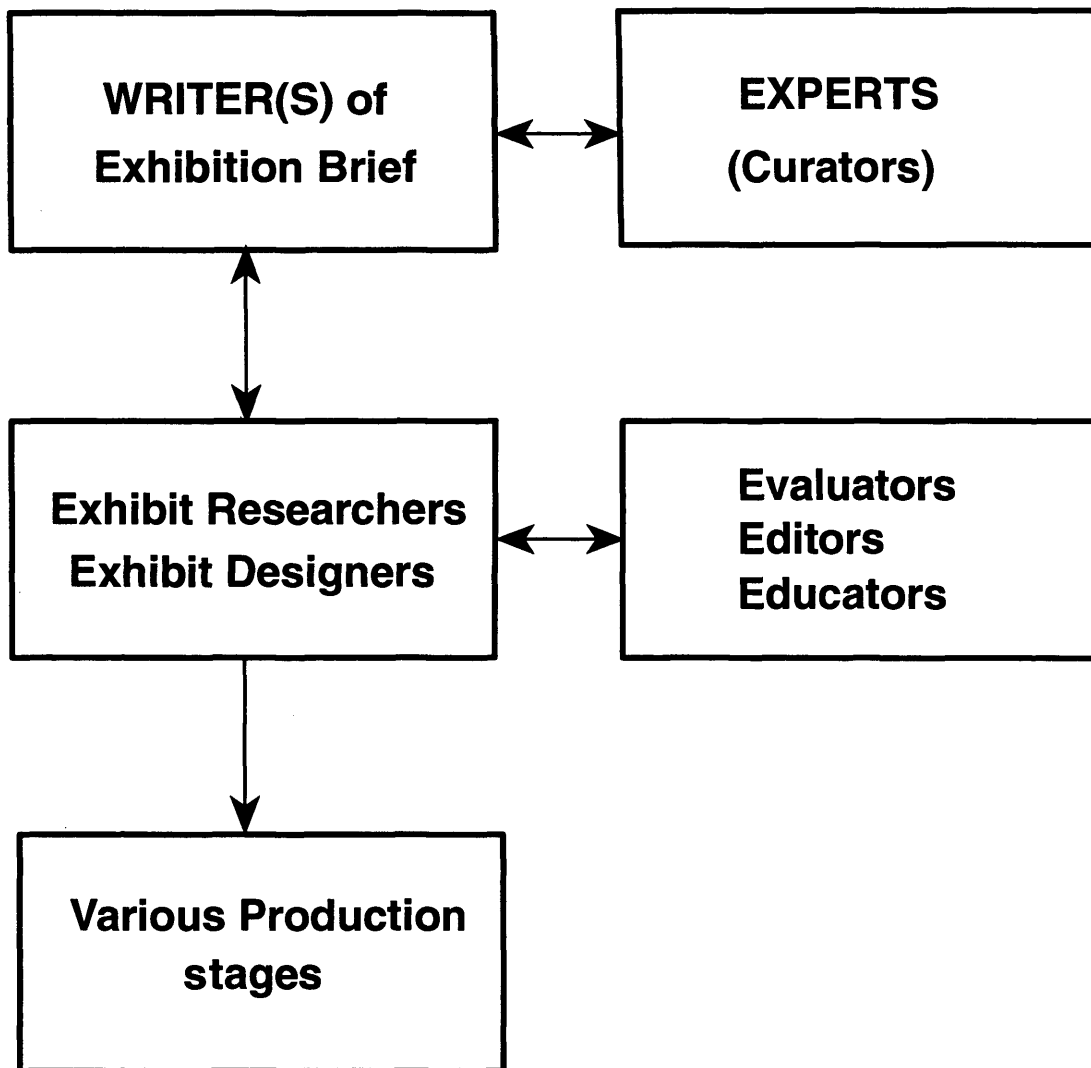 WRITER(S) of
Exhibition Brief
EXPERTS
(Curators)
Exhibit Researchers
Exhibit Designers
Evaluators
Editors
Educators
Various Production
stages